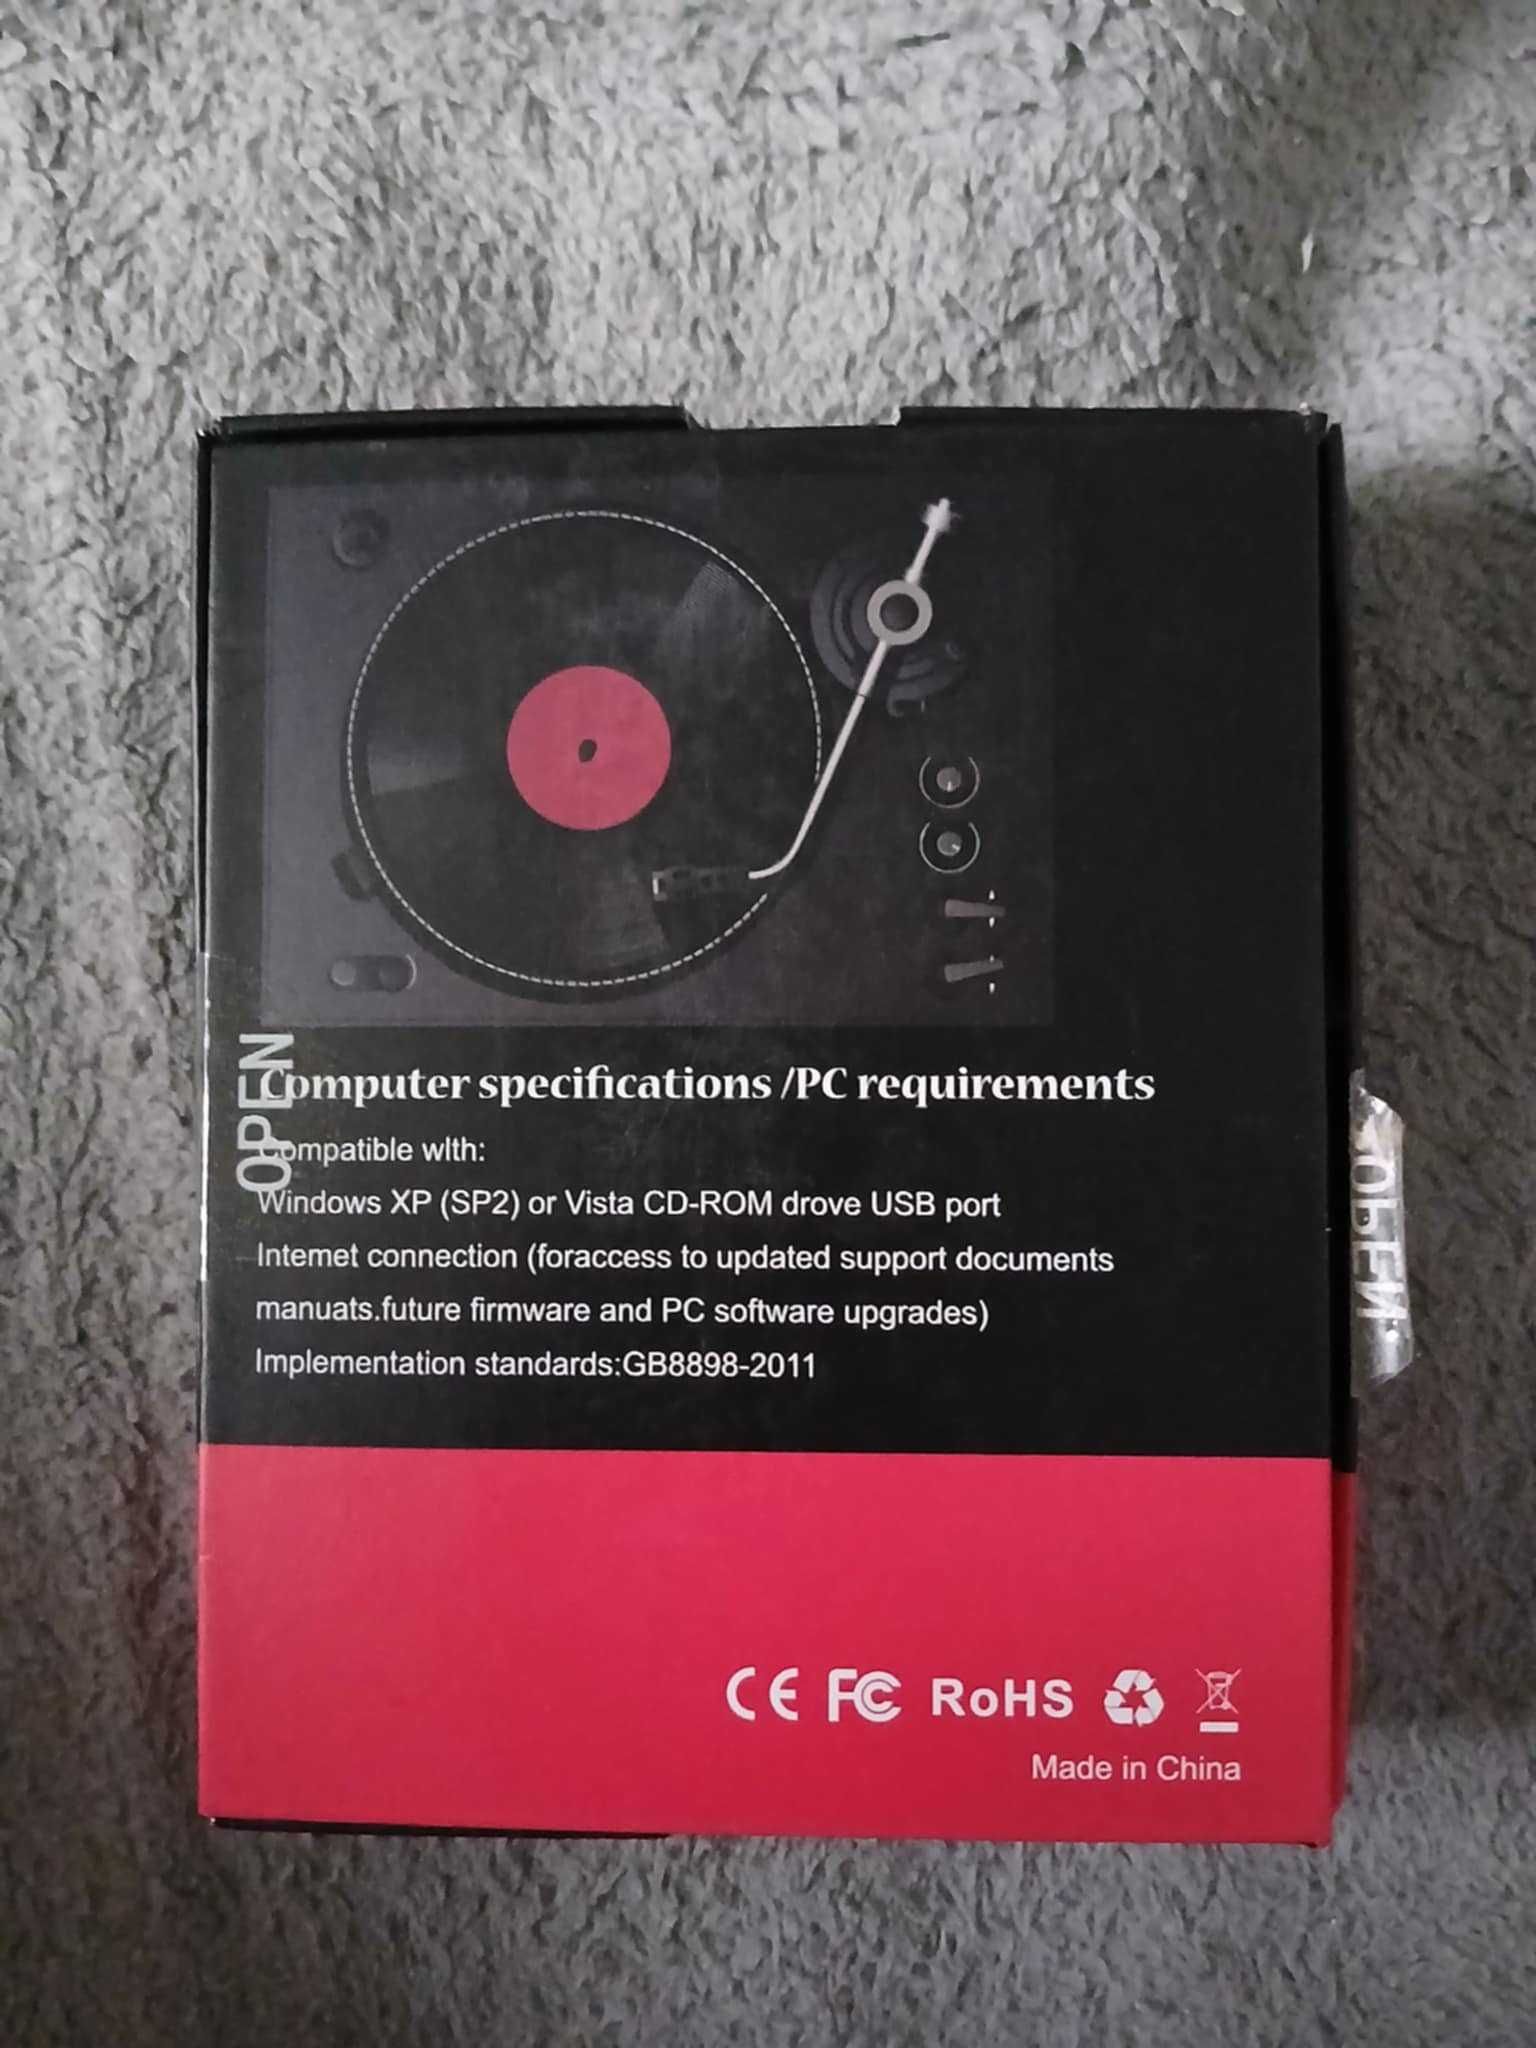 OPEN
Computer specifications /PC requirements
Compatible wlth:
Windows XP (SP2) or Vista CD-ROM drove USB port
Internet connection (foraccess to updated support documents
manuats.future firmware and PC software upgrades)
Implementation standards:GB8898-2011
OPEN
CE FC RoHS
Made in China